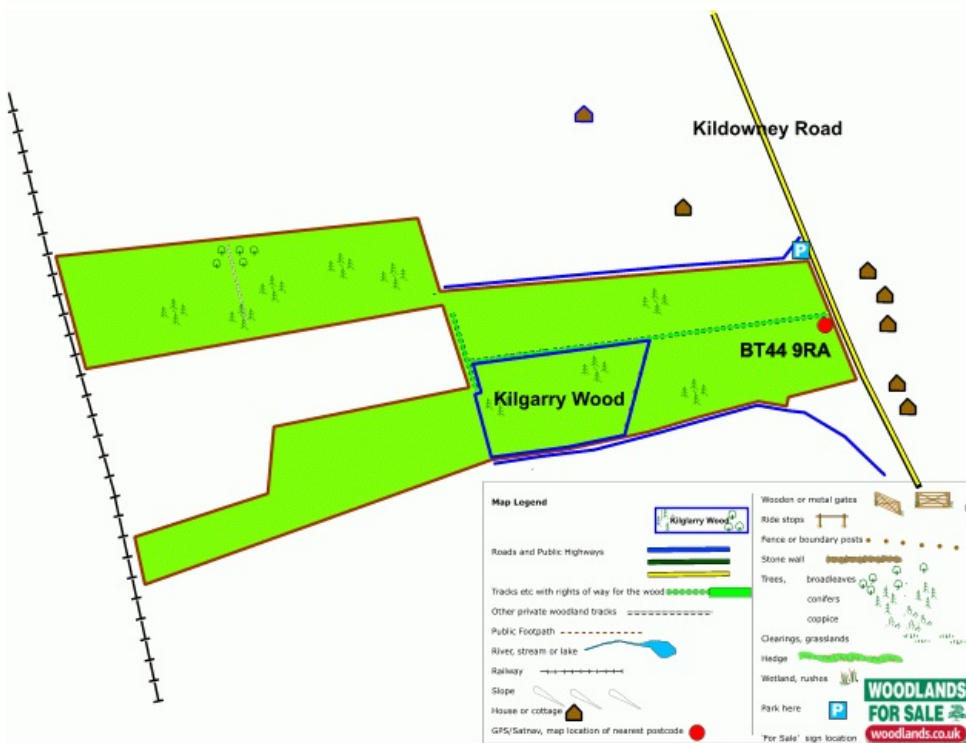 Kildowney Road
P
BT44 9RA
Kilgarry Wood
Map Legend
Kilglarry Wood
Roads and Public Highways
Tracks etc with rights of way for the wood
Other private woodland tracks
Public Footpath
River, stream or lake
Railway
Slope
House or cottage
GPS/Satnav, map location of nearest postcode
Wooden or metal gates
Ride stops
Fence or boundary posts
Stone wall
Trees, broadleaves
conifers
coppice
Clearings, grasslands
Hedge
Wetland, rushes
Park here P
'For Sale' sign location
WOODLANDS
FOR SALE
woodlands.co.uk